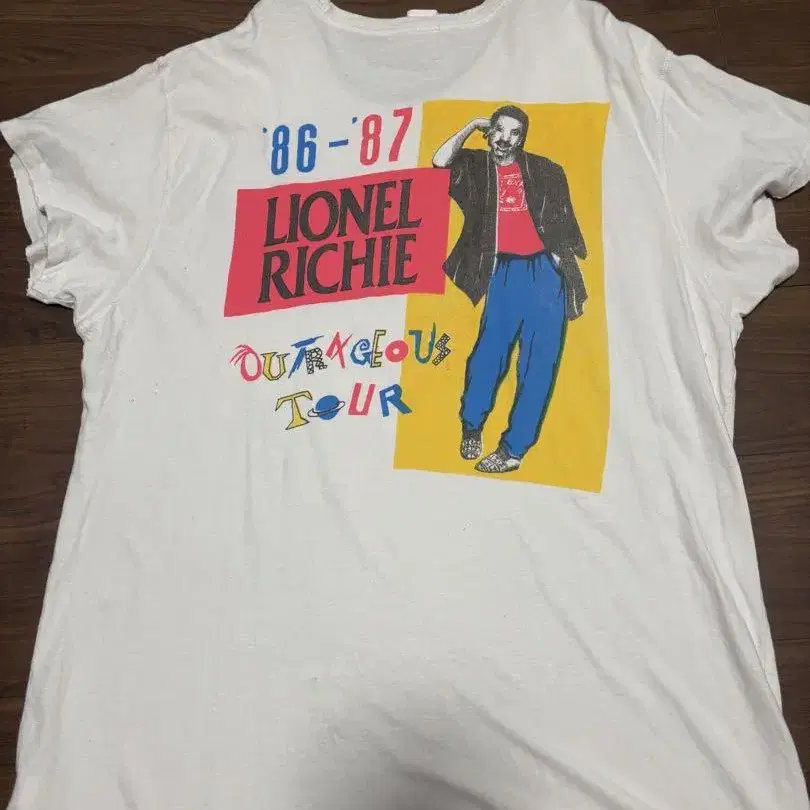 '86-'87
LIONEL
RICHIE
OUTRAGEOUS
TOUR